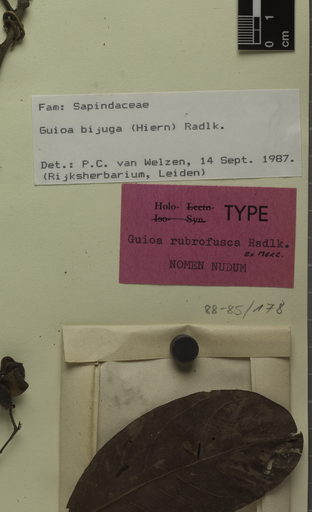 0 1
cm
Fam: Sapindaceae
Guioa bijuga (Hiern) Radlk.
Det.: P.C. van Welzen, 14 Sept. 1987.
(Rijksherbarium, Leiden)
Holo- Lecto-
Iso- Syn. TYPE
Guioa rubrofusca Radlk.
ex Merr.
NOMEN NUDUM
88-85/178